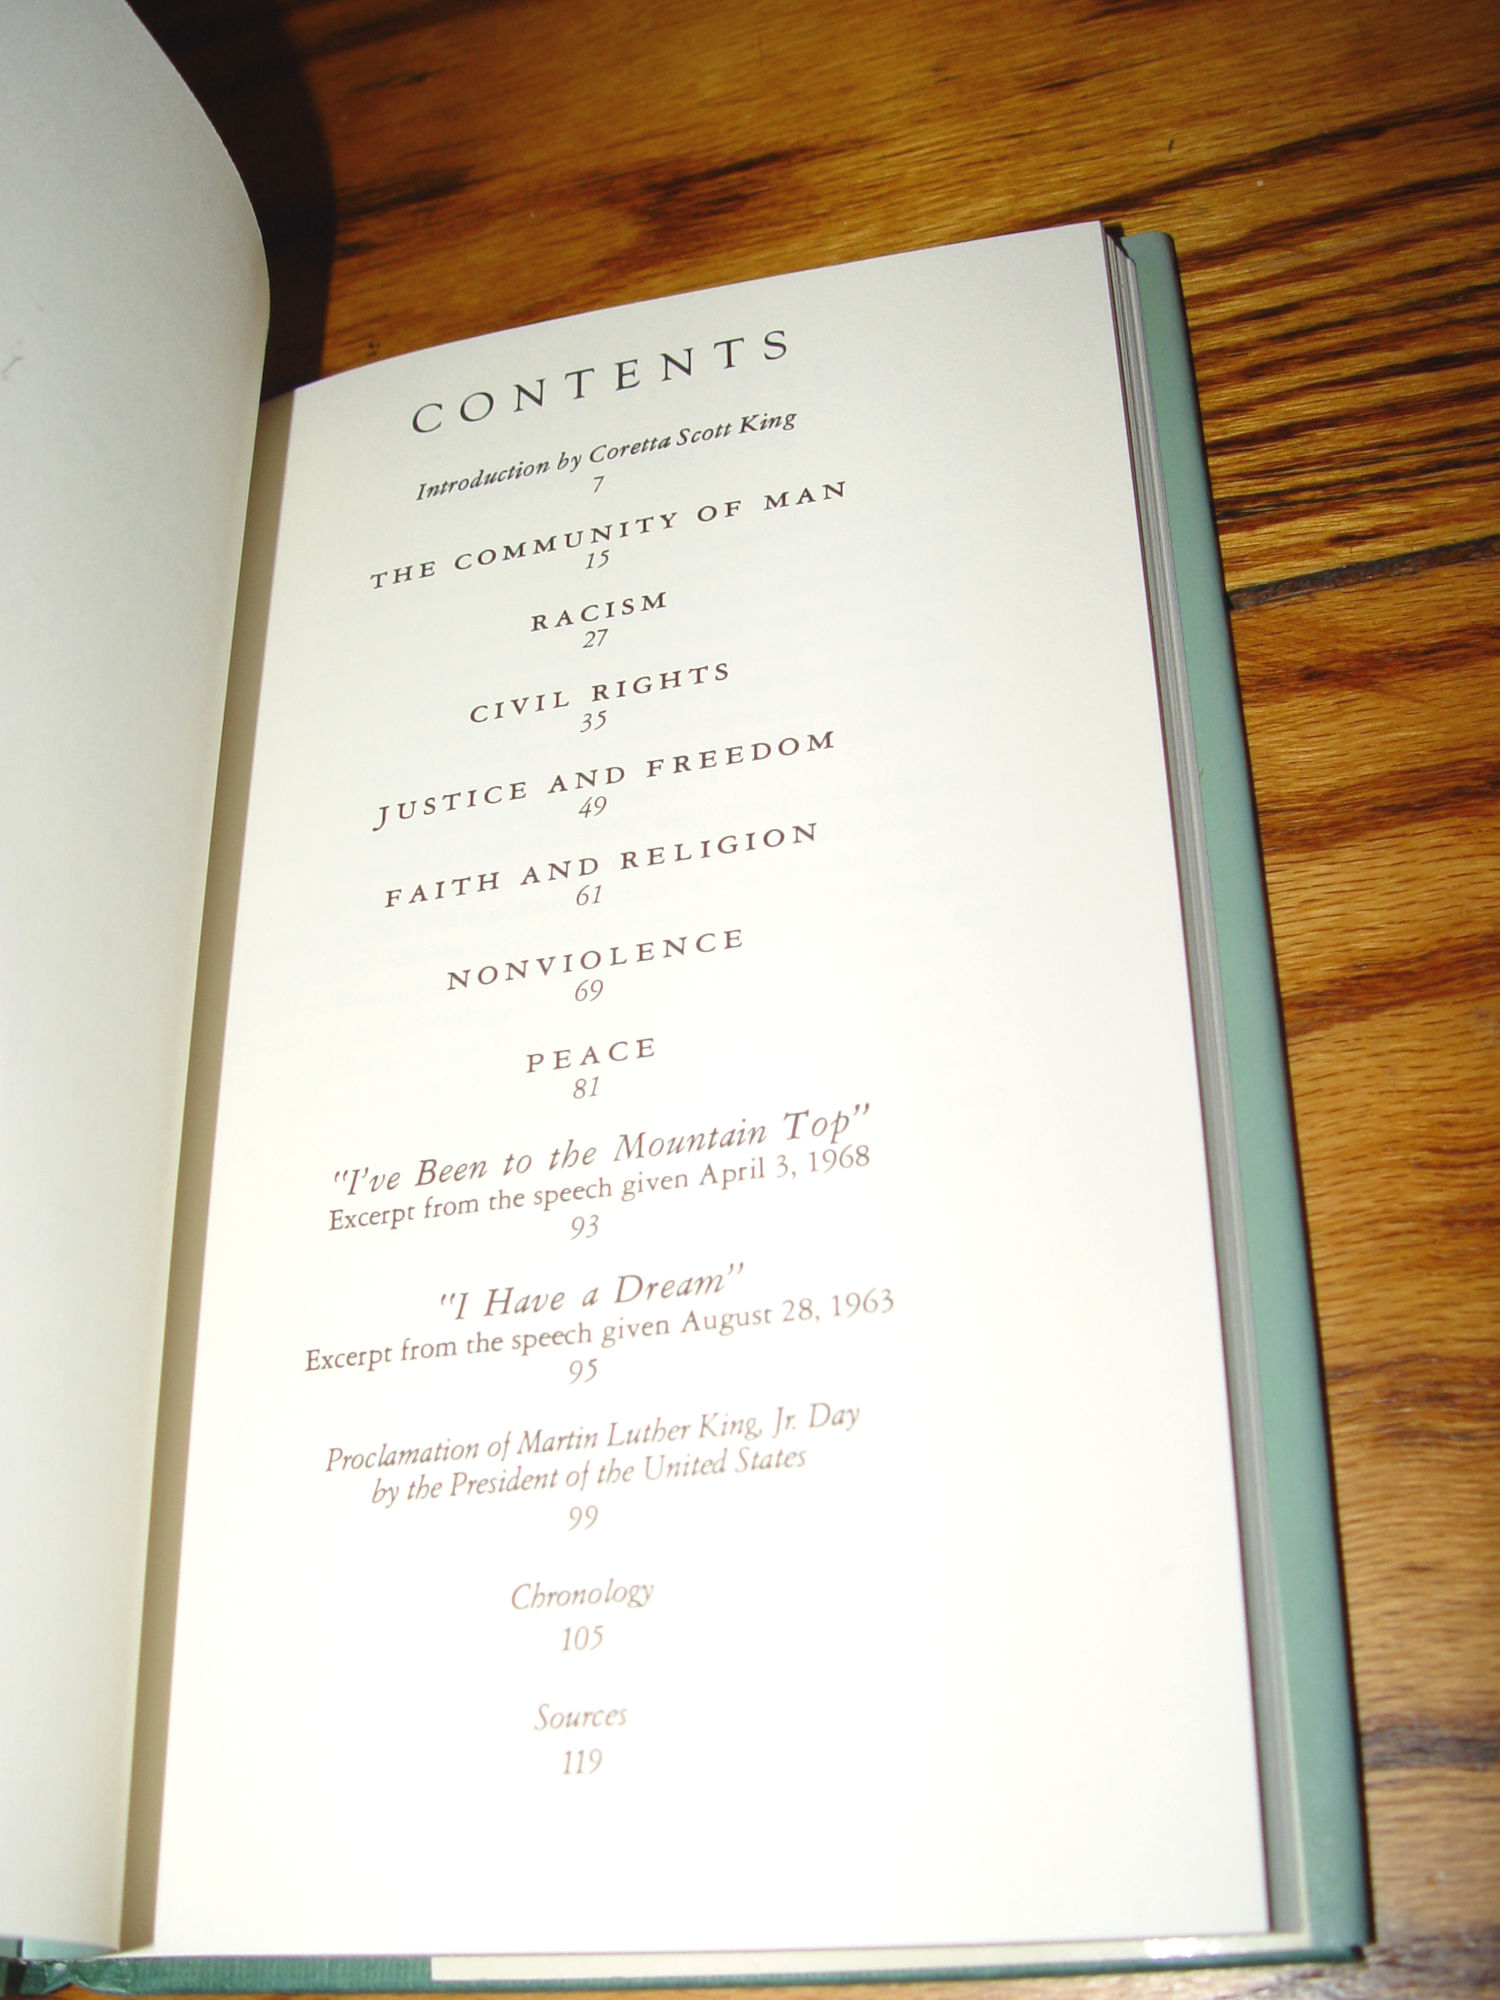 CONTENTS
Introduction by Coretta Scott King
7
THE COMMUNITY OF MAN
15
RACISM
27
CIVIL RIGHTS
35
JUSTICE AND FREEDOM
49
FAITH AND RELIGION
61
NONVIOLENCE
69
PEACE
81
"I've Been to the Mountain Top"
Excerpt from the speech given April 3, 1968
93
"I Have a Dream"
Excerpt from the speech given August 28, 1963
95
Proclamation of Martin Luther King, Jr. Day
by the President of the United States
99
Chronology
105
Sources
119